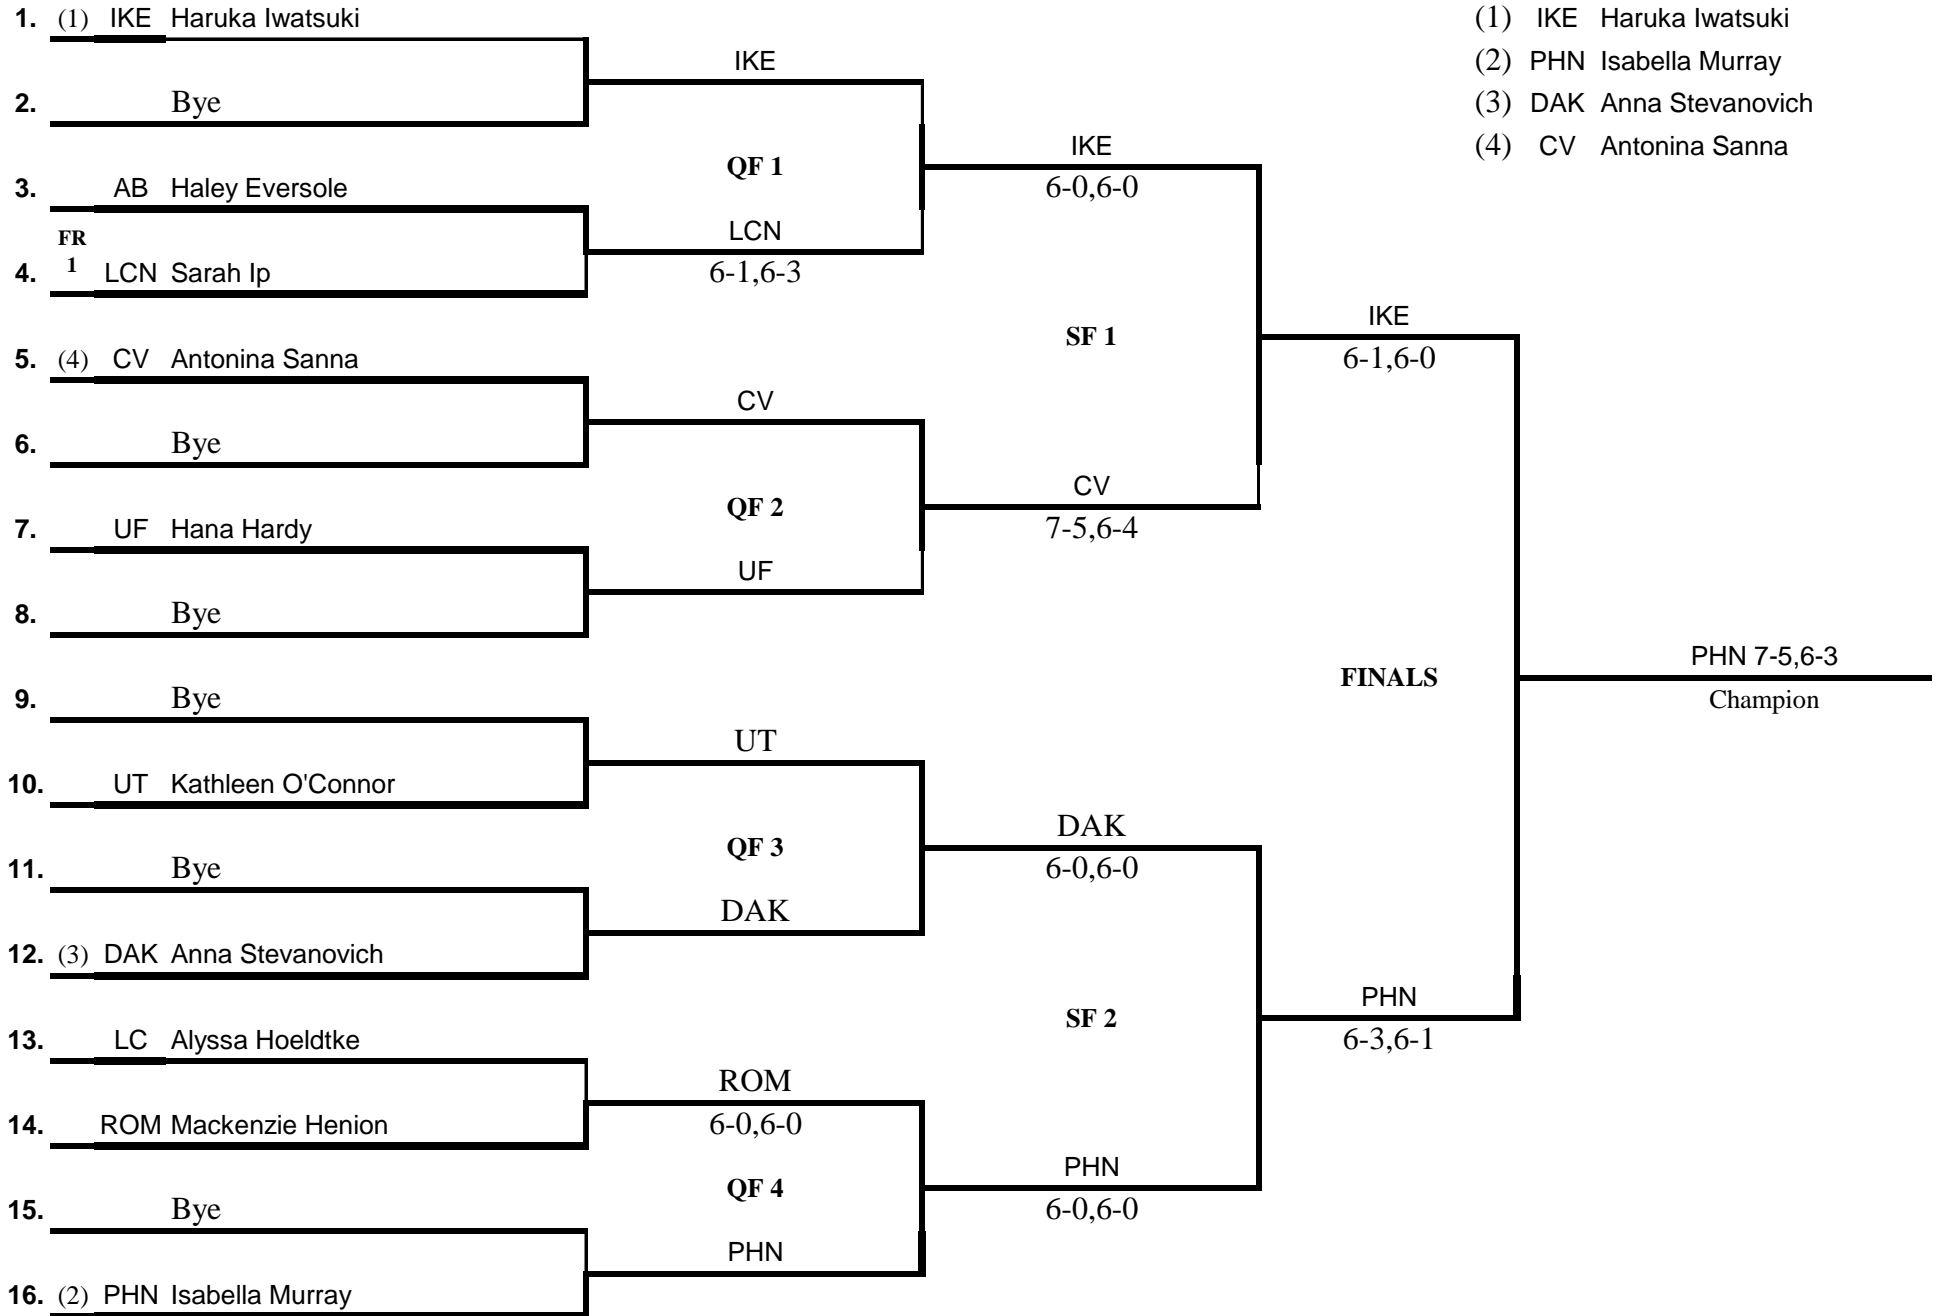 1. (1) IKE Haruka Iwatsuki
(1) IKE Haruka Iwatsuki
IKE
(2) PHN Isabella Murray
2. Bye
(3) DAK Anna Stevanovich
IKE
(4) CV Antonina Sanna
QF 1
3. AB Haley Eversole
6-0,6-0
FR
1
LCN
4. LCN Sarah Ip
6-1,6-3
IKE
SF 1
5. (4) CV Antonina Sanna
6-1,6-0
CV
6. Bye
CV
QF 2
7. UF Hana Hardy
7-5,6-4
UF
8. Bye
PHN 7-5,6-3
FINALS
9. Bye
Champion
UT
10. UT Kathleen O'Connor
DAK
QF 3
11. Bye
6-0,6-0
DAK
12. (3) DAK Anna Stevanovich
PHN
SF 2
13. LC Alyssa Hoeldtke
6-3,6-1
ROM
14. ROM Mackenzie Henion
6-0,6-0
PHN
QF 4
15. Bye
6-0,6-0
PHN
16. (2) PHN Isabella Murray